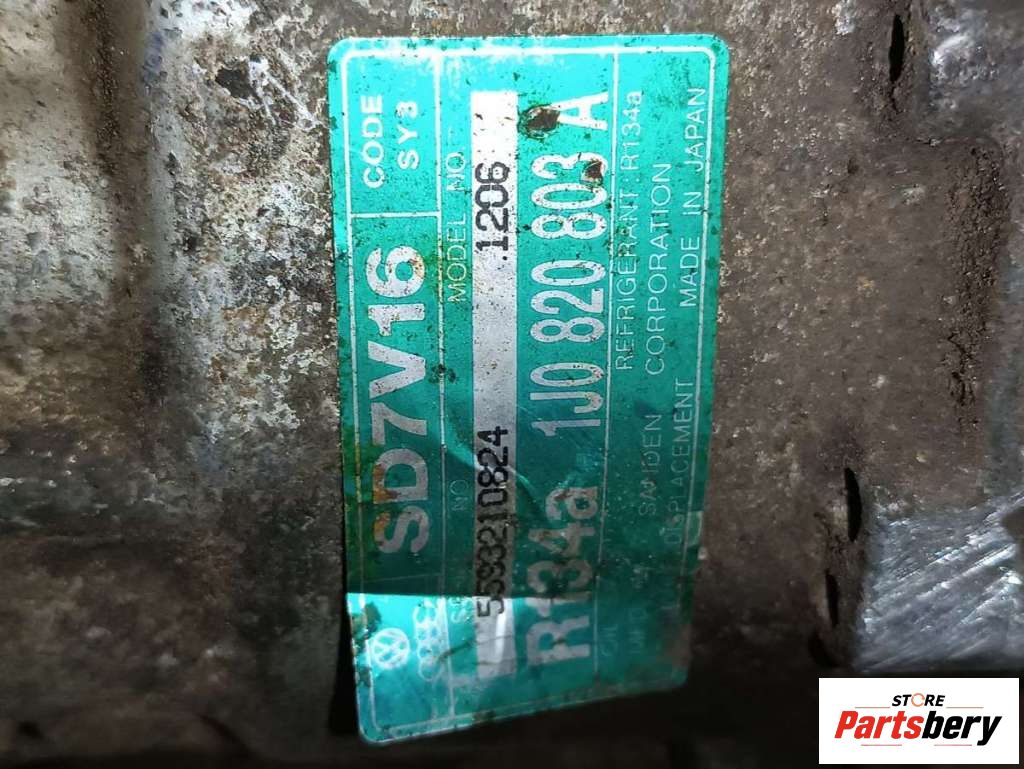 SD7V16
CODE
SY3
NO
MODEL NO
1206
R134a 1J0 820 803 A
REFRIGERANT : R134a
SANDEN CORPORATION
DISPLACEMENT MADE IN JAPAN
STORE
Partsbery